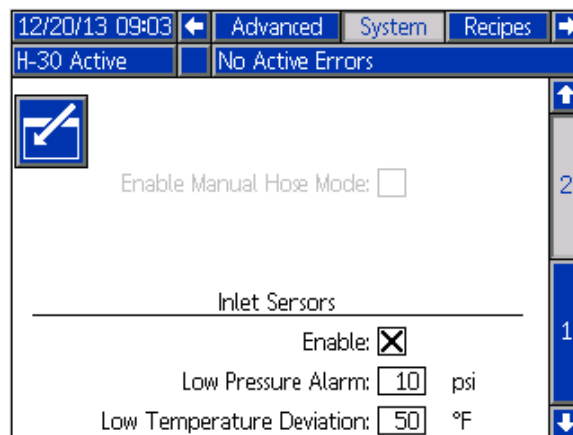 12/20/13 09:03 Advanced System Recipes
H-30 Active No Active Errors
Enable Manual Hose Mode:
2
Inlet Sensors
1
Enable:
Low Pressure Alarm: 10 psi
Low Temperature Deviation: 50 °F